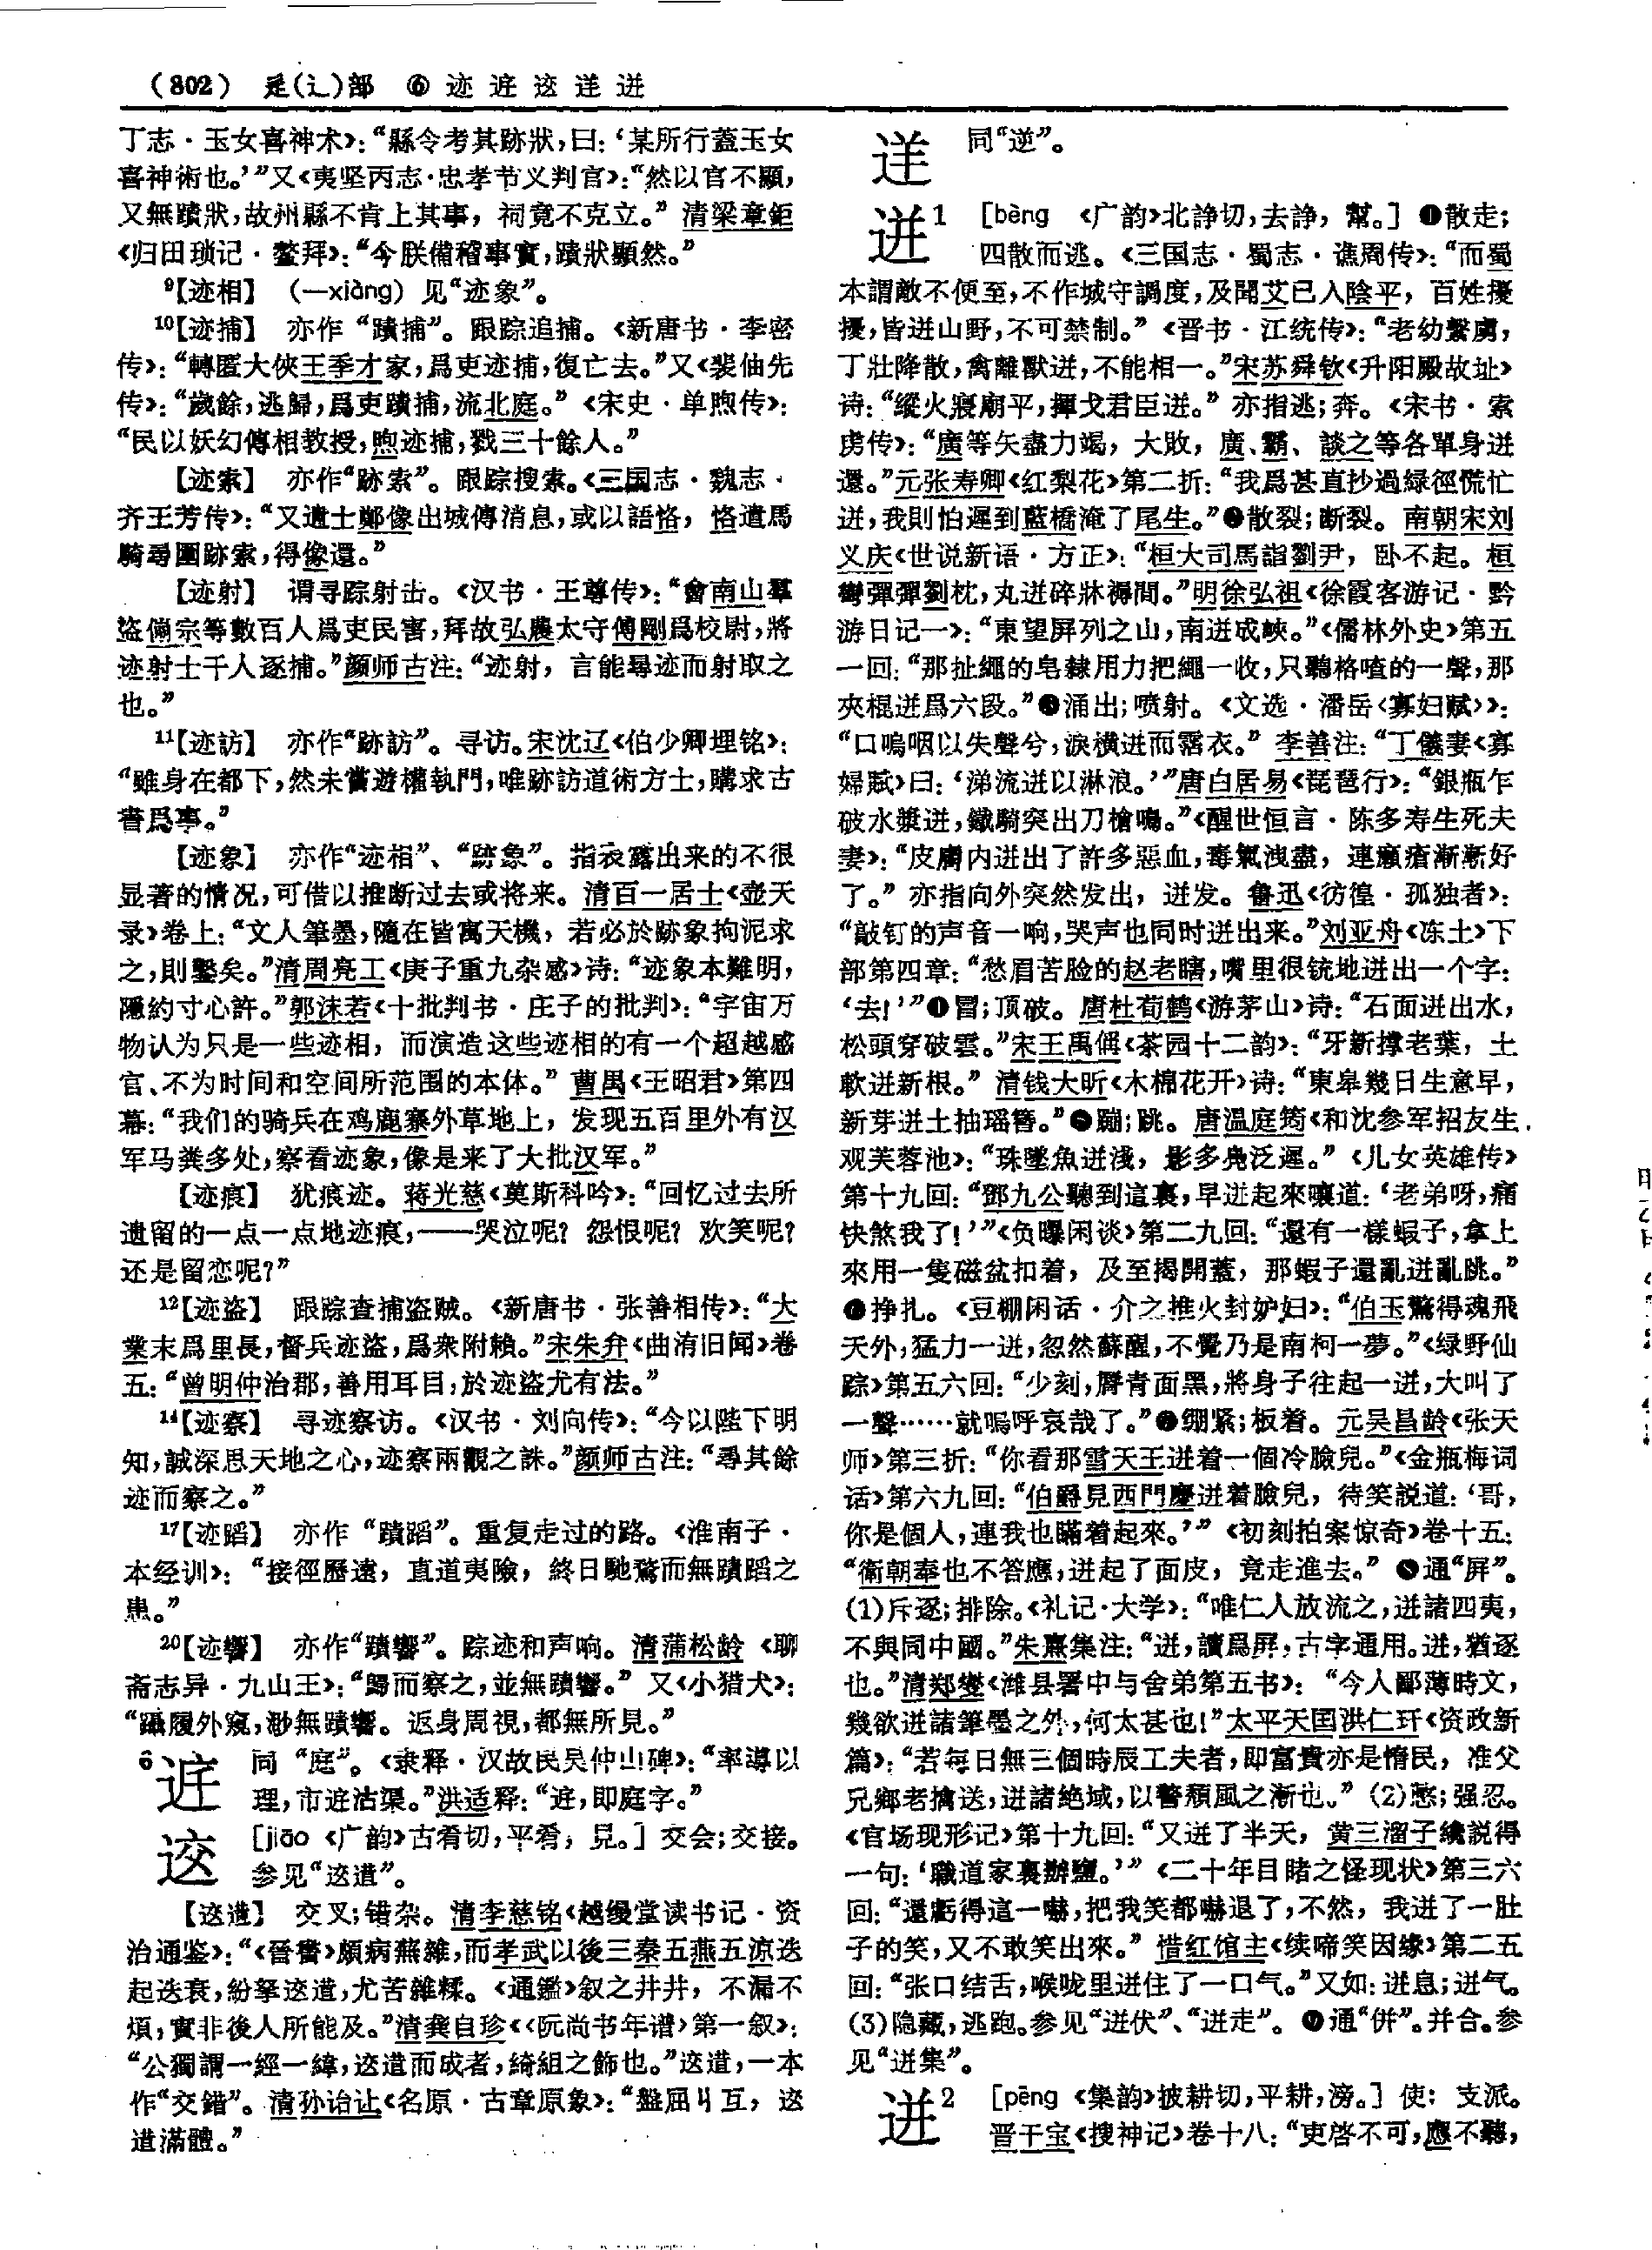 (802) 辵(辶)部 ⑥ 迹 迋 迻 逆 迸
丁志·玉女喜神术》：“縣令考其跡狀，曰：‘某所行蓋玉女
喜神術也。’”又《夷坚丙志·忠孝节义判官》：“然以官不顯，
又無蹟狀，故州縣不肯上其事，祠竟不克立。”清梁章鉅
《归田琐记·鳌拜》：“今朕備稽事實，蹟狀顯然。”
⁹【迹相】 （—xiàng）见“迹象”。
¹⁰【迹捕】 亦作“蹟捕”。跟踪追捕。《新唐书·李密
传》：“轉匿大俠王季才家，爲吏迹捕，復亡去。”又《裴伷先
传》：“歲餘，逃歸，爲吏蹟捕，流北庭。”《宋史·单煦传》：
“民以妖幻傳相教授，煦迹捕，戮三十餘人。”
【迹索】 亦作“跡索”。跟踪搜索。《三国志·魏志·
齐王芳传》：“又遣士鄭像出城傳消息，或以語恪，恪遣馬
騎尋圍跡索，得像還。”
【迹射】 谓寻踪射击。《汉书·王尊传》：“會南山羣
盜傰宗等數百人爲吏民害，拜故弘農太守傅剛爲校尉，將
迹射士千人逐捕。”颜师古注：“迹射，言能尋迹而射取之
也。”
¹¹【迹訪】 亦作“跡訪”。寻访。宋沈辽《伯少卿埋铭》：
“雖身在都下，然未嘗遊權執門，唯跡訪道術方士，購求古
書爲事。”
【迹象】 亦作“迹相”、“跡象”。指表露出来的不很
显著的情况，可借以推断过去或将来。清百一居士《壶天
录》卷上：“文人筆墨，隨在皆寓天機，若必於跡象拘泥求
之，則鑿矣。”清周亮工《庚子重九杂感》诗：“迹象本難明，
隱約寸心許。”郭沫若《十批判书·庄子的批判》：“宇宙万
物认为只是一些迹相，而演造这些迹相的有一个超越感
官、不为时间和空间所范围的本体。”曹禺《王昭君》第四
幕：“我们的骑兵在鸡鹿寨外草地上，发现五百里外有汉
军马粪多处，察看迹象，像是来了大批汉军。”
【迹痕】 犹痕迹。蒋光慈《莫斯科吟》：“回忆过去所
遗留的一点一点地迹痕，——哭泣呢？怨恨呢？欢笑呢？
还是留恋呢？”
¹²【迹盜】 跟踪查捕盗贼。《新唐书·张善相传》：“大
業末爲里長，督兵迹盜，爲衆附賴。”宋朱弁《曲洧旧闻》卷
五：“曾明仲治郡，善用耳目，於迹盜尤有法。”
¹⁴【迹察】 寻迹察访。《汉书·刘向传》：“今以陛下明
知，誠深思天地之心，迹察兩觀之誅。”颜师古注：“尋其餘
迹而察之。”
¹⁷【迹蹈】 亦作“蹟蹈”。重复走过的路。《淮南子·
本经训》：“接徑歷遠，直道夷險，終日馳騖而無蹟蹈之
患。”
²⁰【迹響】 亦作“蹟響”。踪迹和声响。清蒲松龄《聊
斋志异·九山王》：“歸而察之，並無蹟響。”又《小猎犬》：
“躡履外窺，渺無蹟響。返身周視，都無所見。”
⁶𨒌 同“庭”。《隶释·汉故民吴仲山碑》：“率導以
理，市𨒌沽渠。”洪适释：“𨒌，即庭字。”
𨒪 [jiāo 《广韵》古肴切，平肴，見。] 交会；交接。
参见“𨒪遒”。
【𨒪遒】 交叉；错杂。清李慈铭《越缦堂读书记·资
治通鉴》：“《晉書》頗病蕪雜，而孝武以後三秦五燕五涼迭
起迭衰，紛拏𨒪遒，尤苦雜糅。《通鑑》叙之井井，不漏不
煩，實非後人所能及。”清龚自珍《〈阮尚书年谱〉第一叙》：
“公獨謂一經一緯，𨒪遒而成者，綺組之飾也。”𨒪遒，一本
作“交錯”。清孙诒让《名原·古章原象》：“盤屈丩互，𨒪
遒滿體。”
逆 同“逆”。
迸¹ [bèng 《广韵》北諍切，去諍，幫。] ❶散走；
四散而逃。《三国志·蜀志·谯周传》：“而蜀
本謂敵不便至，不作城守調度，及聞艾已入陰平，百姓擾
擾，皆迸山野，不可禁制。”《晋书·江统传》：“老幼繫虜，
丁壯降散，禽離獸迸，不能相一。”宋苏舜钦《升阳殿故址》
诗：“縱火寢廟平，揮戈君臣迸。”亦指逃；奔。《宋书·索
虏传》：“廣等矢盡力竭，大敗，廣、霸、談之等各單身迸
還。”元张寿卿《红梨花》第二折：“我爲甚直抄過緑徑慌忙
迸，我則怕遲到藍橋淹了尾生。”❷散裂；断裂。南朝宋刘
义庆《世说新语·方正》：“桓大司馬詣劉尹，卧不起。桓
彎彈彈劉枕，丸迸碎牀褥間。”明徐弘祖《徐霞客游记·黔
游日记一》：“東望屏列之山，南迸成峽。”《儒林外史》第五
一回：“那扯繩的皂隸用力把繩一收，只聽格喳的一聲，那
夾棍迸爲六段。”❸涌出；喷射。《文选·潘岳〈寡妇赋〉》：
“口嗚咽以失聲兮，淚横迸而霑衣。”李善注：“丁儀妻《寡
婦賦》曰：‘涕流迸以淋浪。’”唐白居易《琵琶行》：“銀瓶乍
破水漿迸，鐵騎突出刀槍鳴。”《醒世恒言·陈多寿生死夫
妻》：“皮膚内迸出了許多惡血，毒氣洩盡，連癩瘡漸漸好
了。”亦指向外突然发出，迸发。鲁迅《彷徨·孤独者》：
“敲钉的声音一响，哭声也同时迸出来。”刘亚舟《冻土》下
部第四章：“愁眉苦脸的赵老瞎，嘴里很铳地迸出一个字：
‘去！’”❹冒；顶破。唐杜荀鹤《游茅山》诗：“石面迸出水，
松頭穿破雲。”宋王禹偁《茶园十二韵》：“牙新撑老葉，土
軟迸新根。”清钱大昕《木棉花开》诗：“東皋幾日生意早，
新芽迸土抽瑶簪。”❺蹦；跳。唐温庭筠《和沈参军招友生
观芙蓉池》：“珠墜魚迸淺，影多鳧泛遲。”《儿女英雄传》
第十九回：“鄧九公聽到這裏，早迸起來嚷道：‘老弟呀，痛
快煞我了！’”《负曝闲谈》第二九回：“還有一樣蝦子，拿上
來用一隻磁盆扣着，及至揭開蓋，那蝦子還亂迸亂跳。”
❻挣扎。《豆棚闲话·介之推火封妒妇》：“伯玉驚得魂飛
天外，猛力一迸，忽然蘇醒，不覺乃是南柯一夢。”《绿野仙
踪》第五六回：“少刻，脣青面黑，將身子往起一迸，大叫了
一聲……就嗚呼哀哉了。”❼绷紧；板着。元吴昌龄《张天
师》第三折：“你看那雪天王迸着一個冷臉兒。”《金瓶梅词
话》第六九回：“伯爵見西門慶迸着臉兒，待笑説道：‘哥，
你是個人，連我也瞞着起來。’”《初刻拍案惊奇》卷十五：
“衛朝奉也不答應，迸起了面皮，竟走進去。”❽通“屏”。
(1)斥逐；排除。《礼记·大学》：“唯仁人放流之，迸諸四夷，
不與同中國。”朱熹集注：“迸，讀爲屏，古字通用。迸，猶逐
也。”清郑燮《潍县署中与舍弟第五书》：“今人鄙薄時文，
幾欲迸諸筆墨之外，何太甚也！”太平天国洪仁玕《资政新
篇》：“若每日無三個時辰工夫者，即富貴亦是惰民，准父
兄鄉老擒送，迸諸絶域，以警頹風之漸也。”(2)憋；强忍。
《官场现形记》第十九回：“又迸了半天，黄三溜子纔説得
一句：‘職道家裏辦鹽。’”《二十年目睹之怪现状》第三六
回：“還虧得這一嚇，把我笑都嚇退了，不然，我迸了一肚
子的笑，又不敢笑出來。”惜红馆主《续啼笑因缘》第二五
回：“张口结舌，喉咙里迸住了一口气。”又如：迸息；迸气。
(3)隐藏，逃跑。参见“迸伏”、“迸走”。❾通“併”。并合。参
见“迸集”。
迸² [pēng 《集韵》披耕切，平耕，滂。] 使：支派。
晋干宝《搜神记》卷十八：“吏啓不可，應不聽，